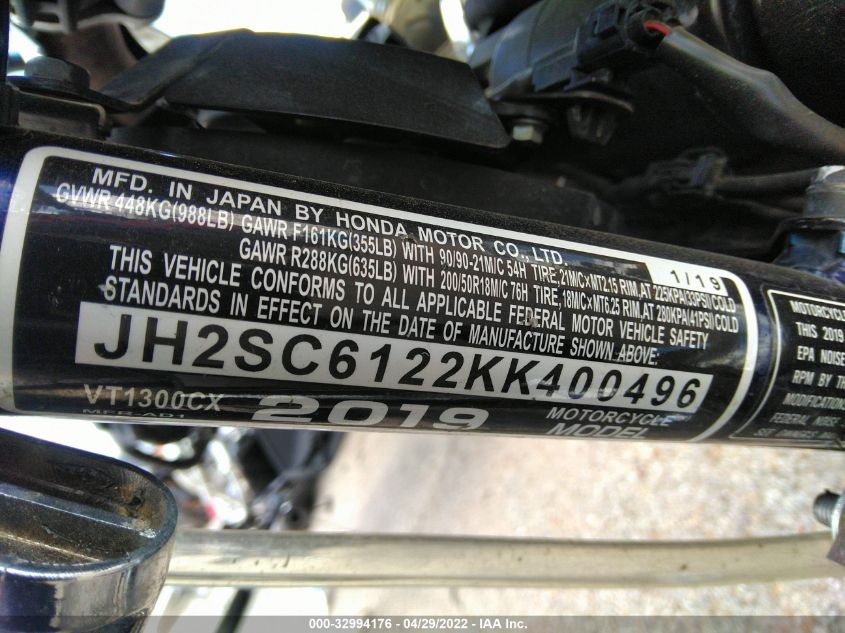 MFD. IN JAPAN BY HONDA MOTOR CO., LTD. 1/19
GVWR 448KG(988LB) GAWR F161KG(355LB) WITH 90/90-21M/C 54H TIRE,21M/C×MT2.15 RIM,AT 225KPA(33PSI)COLD
GAWR R288KG(635LB) WITH 200/50R18M/C 76H TIRE,18M/C×MT6.25 RIM, AT 280KPA(41PSI)COLD
THIS VEHICLE CONFORMS TO ALL APPLICABLE FEDERAL MOTOR VEHICLE SAFETY
STANDARDS IN EFFECT ON THE DATE OF MANUFACTURE SHOWN ABOVE.
JH2SC6122KK400496
VT1300CX 2019 MOTORCYCLE
MFR-AD1 MODEL
MOTORCYCLE
THIS 2019
EPA NOISE
RPM BY TH
MODIFICATION
FEDERAL NOISE
SEE OWNERS
000-32994176 - 04/29/2022 - IAA Inc.